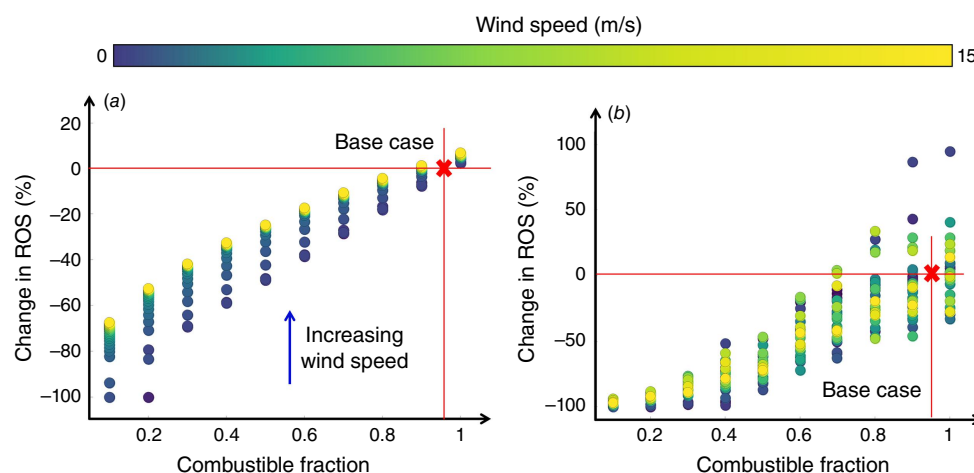 Wind speed (m/s)
0
15
(a)
20
0
−20
−40
−60
−80
−100
Change in ROS (%)
Base case
Increasing
wind speed
0.2
0.4
0.6
0.8
1
Combustible fraction
(b)
100
50
0
−50
−100
Change in ROS (%)
Base case
0.2
0.4
0.6
0.8
1
Combustible fraction